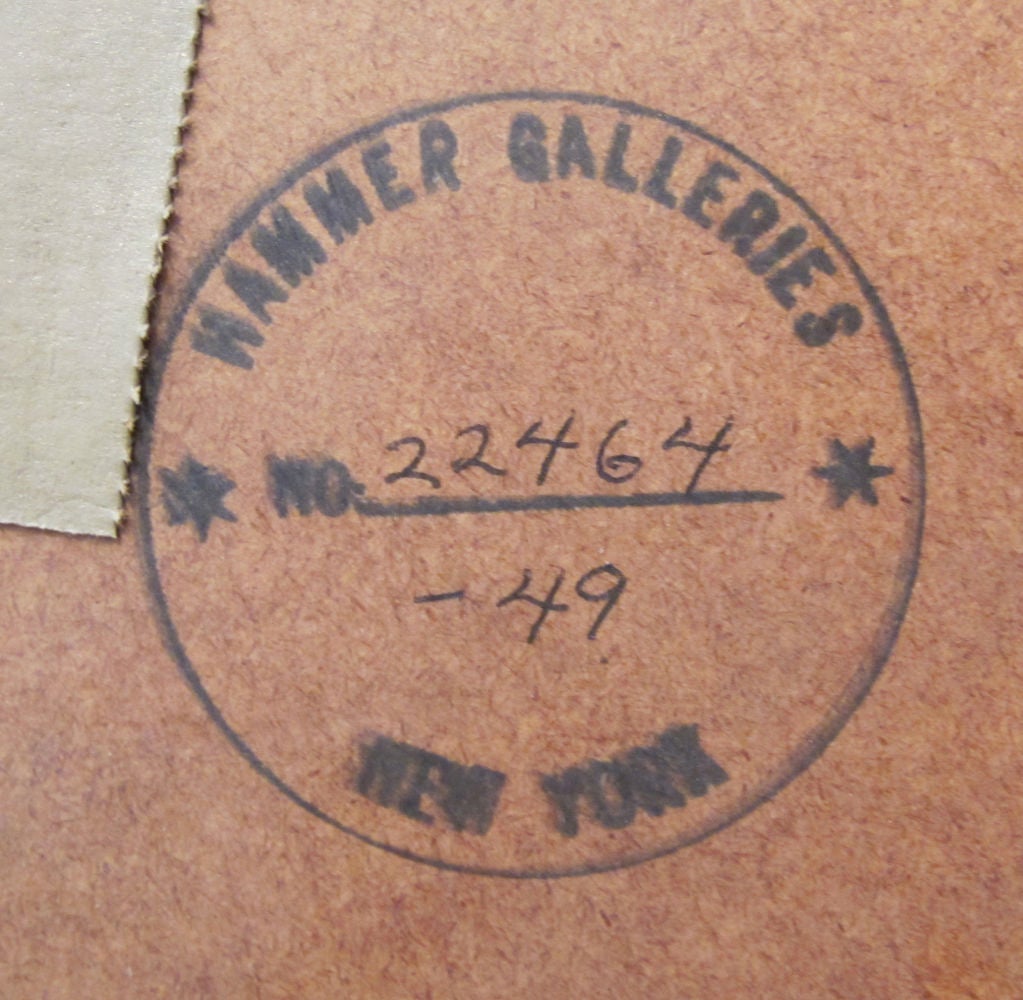 HAMMER GALLERIES
NO. 22464
- 49
NEW YORK